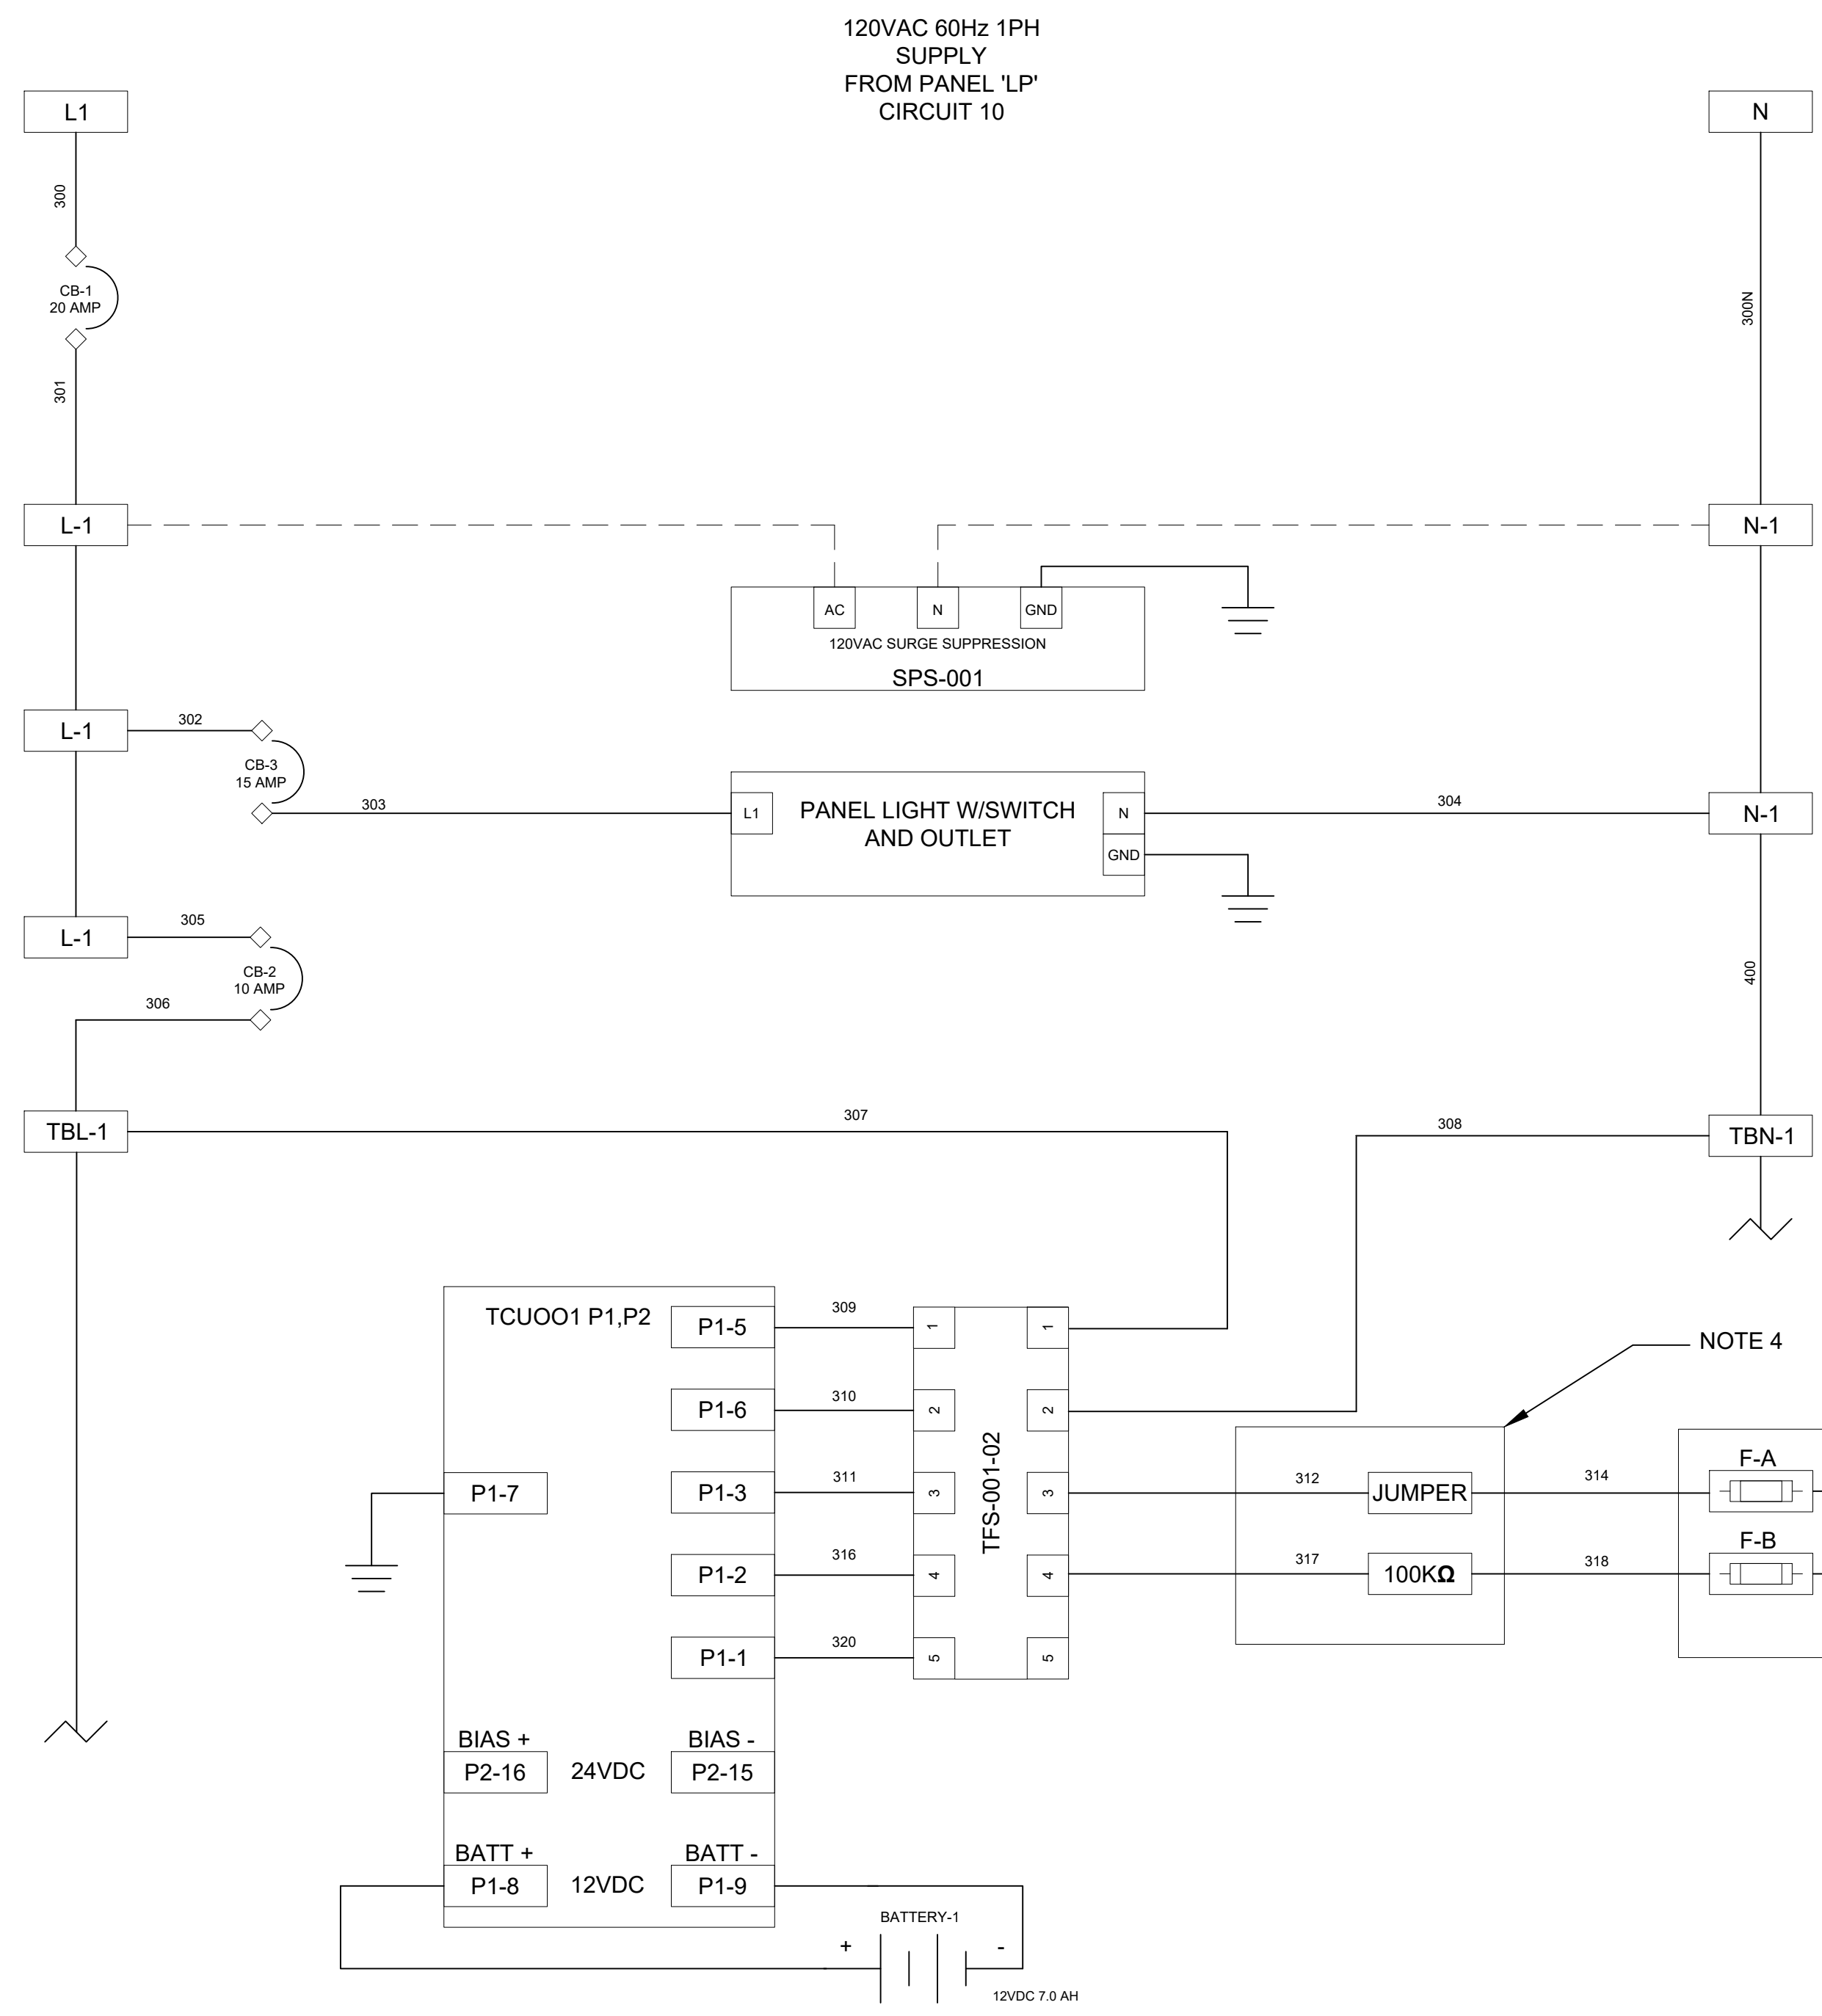 120VAC 60Hz 1PH
SUPPLY
FROM PANEL 'LP'
CIRCUIT 10
L1
N
300
300N
CB-1
20 AMP
301
L-1
N-1
AC
N
GND
120VAC SURGE SUPPRESSION
SPS-001
L-1
302
CB-3
15 AMP
303
L1
PANEL LIGHT W/SWITCH
AND OUTLET
N
GND
304
N-1
L-1
305
CB-2
10 AMP
306
400
TBL-1
307
308
TBN-1
TCUOO1 P1,P2
P1-5
309
1
1
NOTE 4
P1-6
310
2
2
TFS-001-02
P1-7
P1-3
311
3
3
312
JUMPER
314
F-A
P1-2
316
4
4
317
100KΩ
318
F-B
P1-1
320
5
5
BIAS +
BIAS -
P2-16
24VDC
P2-15
BATT +
BATT -
P1-8
12VDC
P1-9
BATTERY-1
+
-
12VDC 7.0 AH